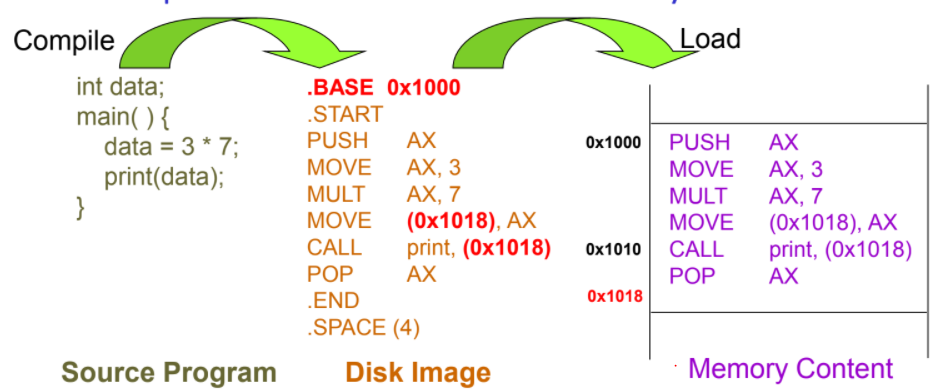 Compile
Load
int data;
main( ) {
data = 3 * 7;
print(data);
}
.BASE 0x1000
.START
PUSH AX
MOVE AX, 3
MULT AX, 7
MOVE (0x1018), AX
CALL print, (0x1018)
POP AX
.END
.SPACE (4)
0x1000 PUSH AX
MOVE AX, 3
MULT AX, 7
MOVE (0x1018), AX
0x1010 CALL print, (0x1018)
POP AX
0x1018
Source Program
Disk Image
Memory Content